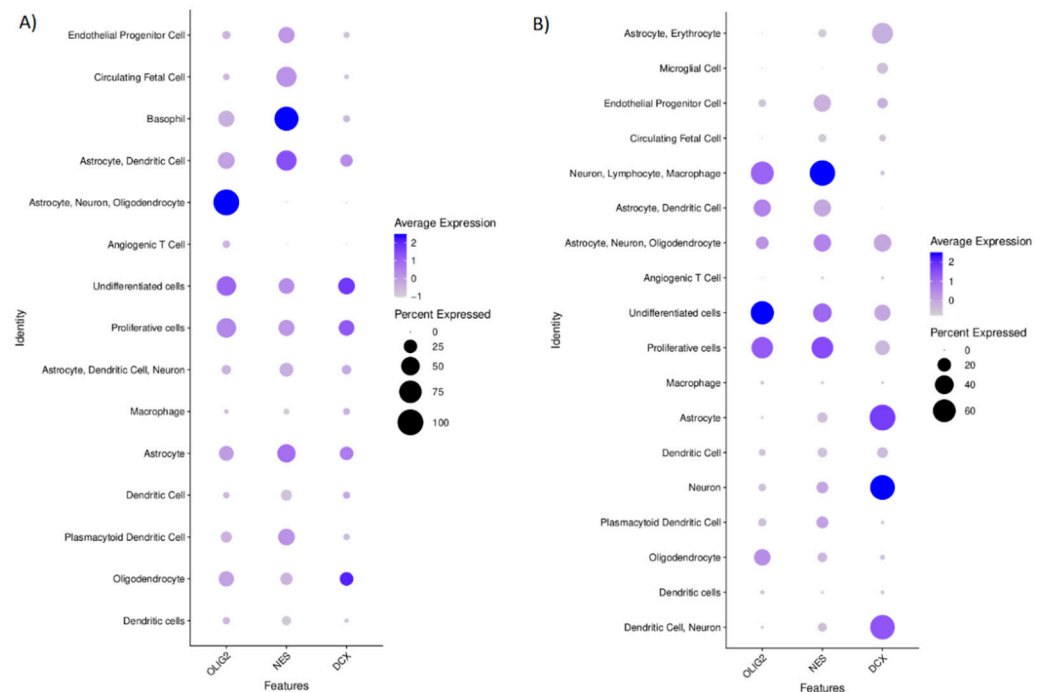 A)
Endothelial Progenitor Cell
Circulating Fetal Cell
Basophil
Astrocyte, Dendritic Cell
Astrocyte, Neuron, Oligodendrocyte
Angiogenic T Cell
Undifferentiated cells
Proliferative cells
Astrocyte, Dendritic Cell, Neuron
Macrophage
Astrocyte
Dendritic Cell
Plasmacytoid Dendritic Cell
Oligodendrocyte
Dendritic cells
Identity
OLIG2
NES
DCX
Features
Average Expression
2
1
0
−1
Percent Expressed
0
25
50
75
100
B)
Astrocyte, Erythrocyte
Microglial Cell
Endothelial Progenitor Cell
Circulating Fetal Cell
Neuron, Lymphocyte, Macrophage
Astrocyte, Dendritic Cell
Astrocyte, Neuron, Oligodendrocyte
Angiogenic T Cell
Undifferentiated cells
Proliferative cells
Macrophage
Astrocyte
Dendritic Cell
Neuron
Plasmacytoid Dendritic Cell
Oligodendrocyte
Dendritic cells
Dendritic Cell, Neuron
Identity
OLIG2
NES
DCX
Features
Average Expression
2
1
0
Percent Expressed
0
20
40
60